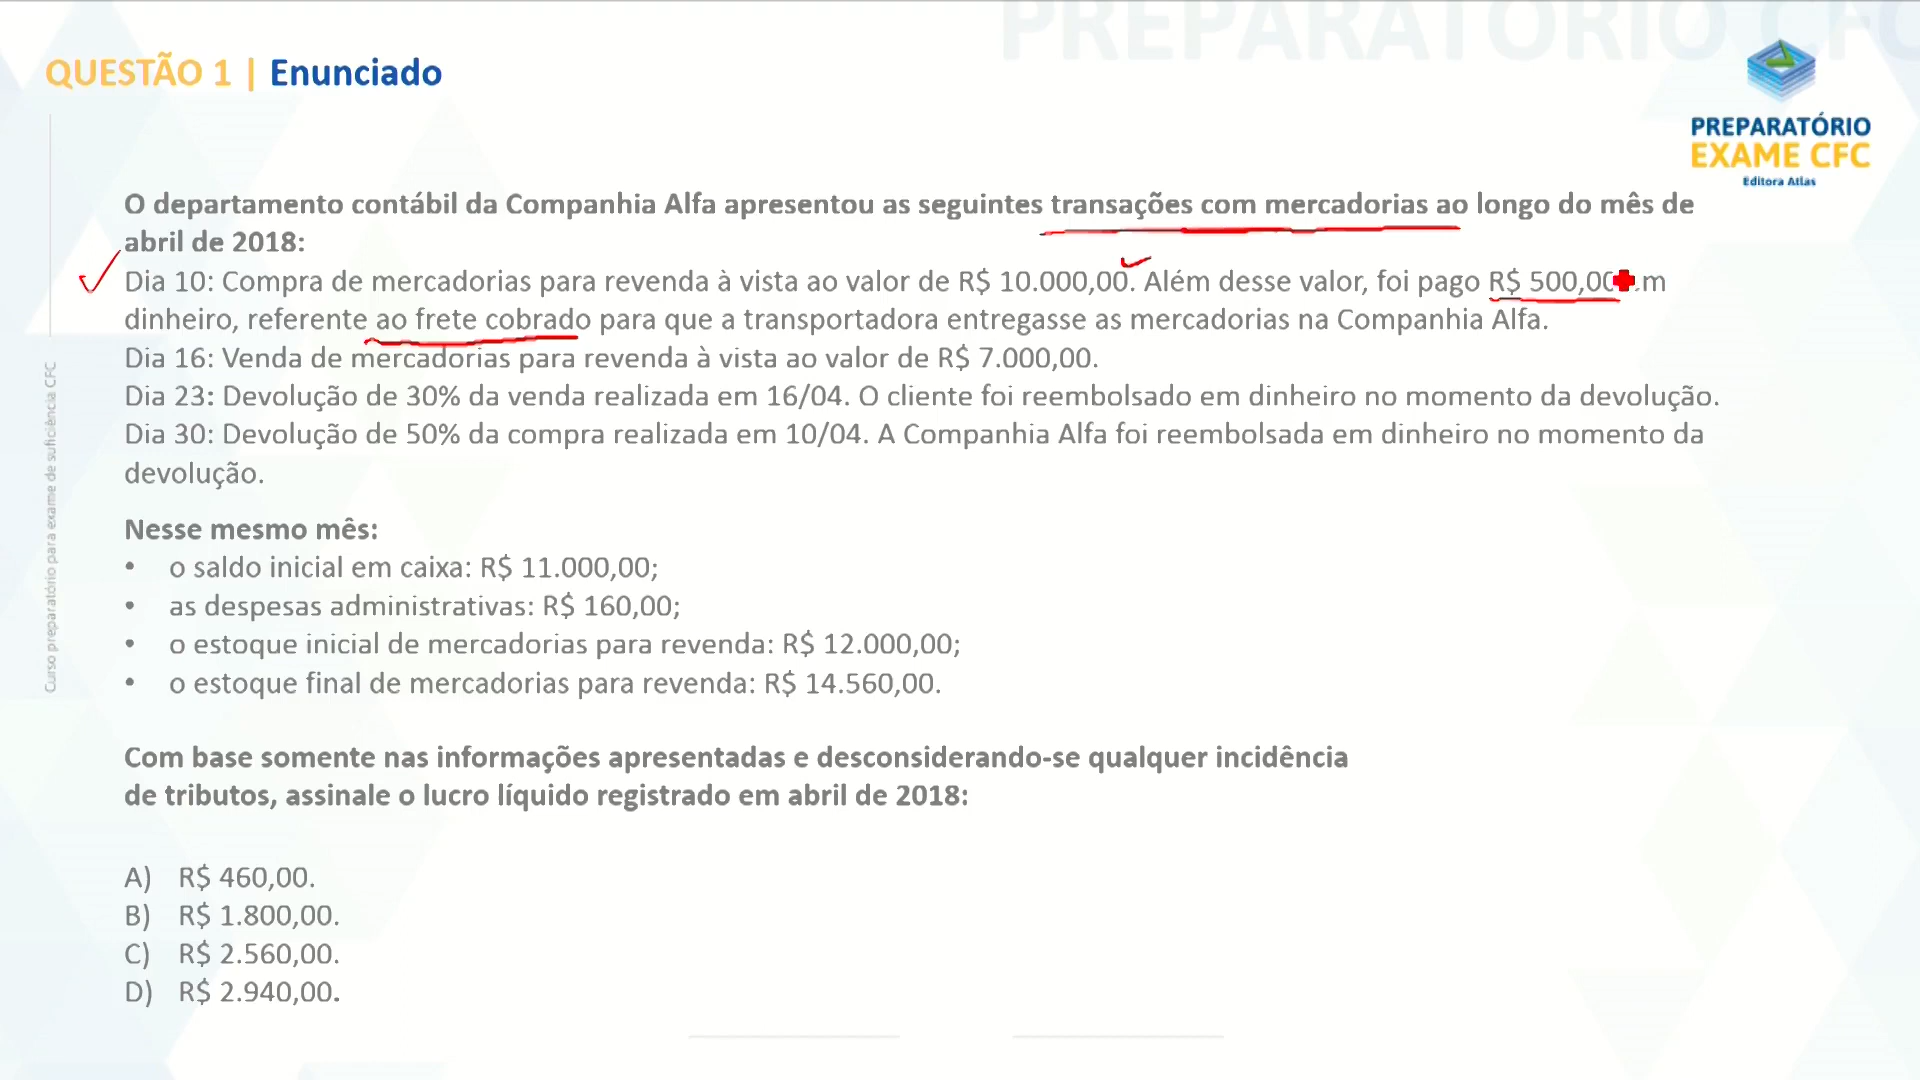 PREPARATÓRIO CFC
QUESTÃO 1 | Enunciado
PREPARATÓRIO
EXAME CFC
Editora Atlas
O departamento contábil da Companhia Alfa apresentou as seguintes transações com mercadorias ao longo do mês de
abril de 2018:
Dia 10: Compra de mercadorias para revenda à vista ao valor de R$ 10.000,00. Além desse valor, foi pago R$ 500,00
dinheiro, referente ao frete cobrado para que a transportadora entregasse as mercadorias na Companhia Alfa.
Dia 16: Venda de mercadorias para revenda à vista ao valor de R$ 7.000,00.
Dia 23: Devolução de 30% da venda realizada em 16/04. O cliente foi reembolsado em dinheiro no momento da devolução.
Dia 30: Devolução de 50% da compra realizada em 10/04. A Companhia Alfa foi reembolsada em dinheiro no momento da
devolução.
Nesse mesmo mês:
• o saldo inicial em caixa: R$ 11.000,00;
• as despesas administrativas: R$ 160,00;
• o estoque inicial de mercadorias para revenda: R$ 12.000,00;
• o estoque final de mercadorias para revenda: R$ 14.560,00.
Com base somente nas informações apresentadas e desconsiderando-se qualquer incidência
de tributos, assinale o lucro líquido registrado em abril de 2018:
A) R$ 460,00.
B) R$ 1.800,00.
C) R$ 2.560,00.
D) R$ 2.940,00.
Curso preparatório para exame de suficiência CFC